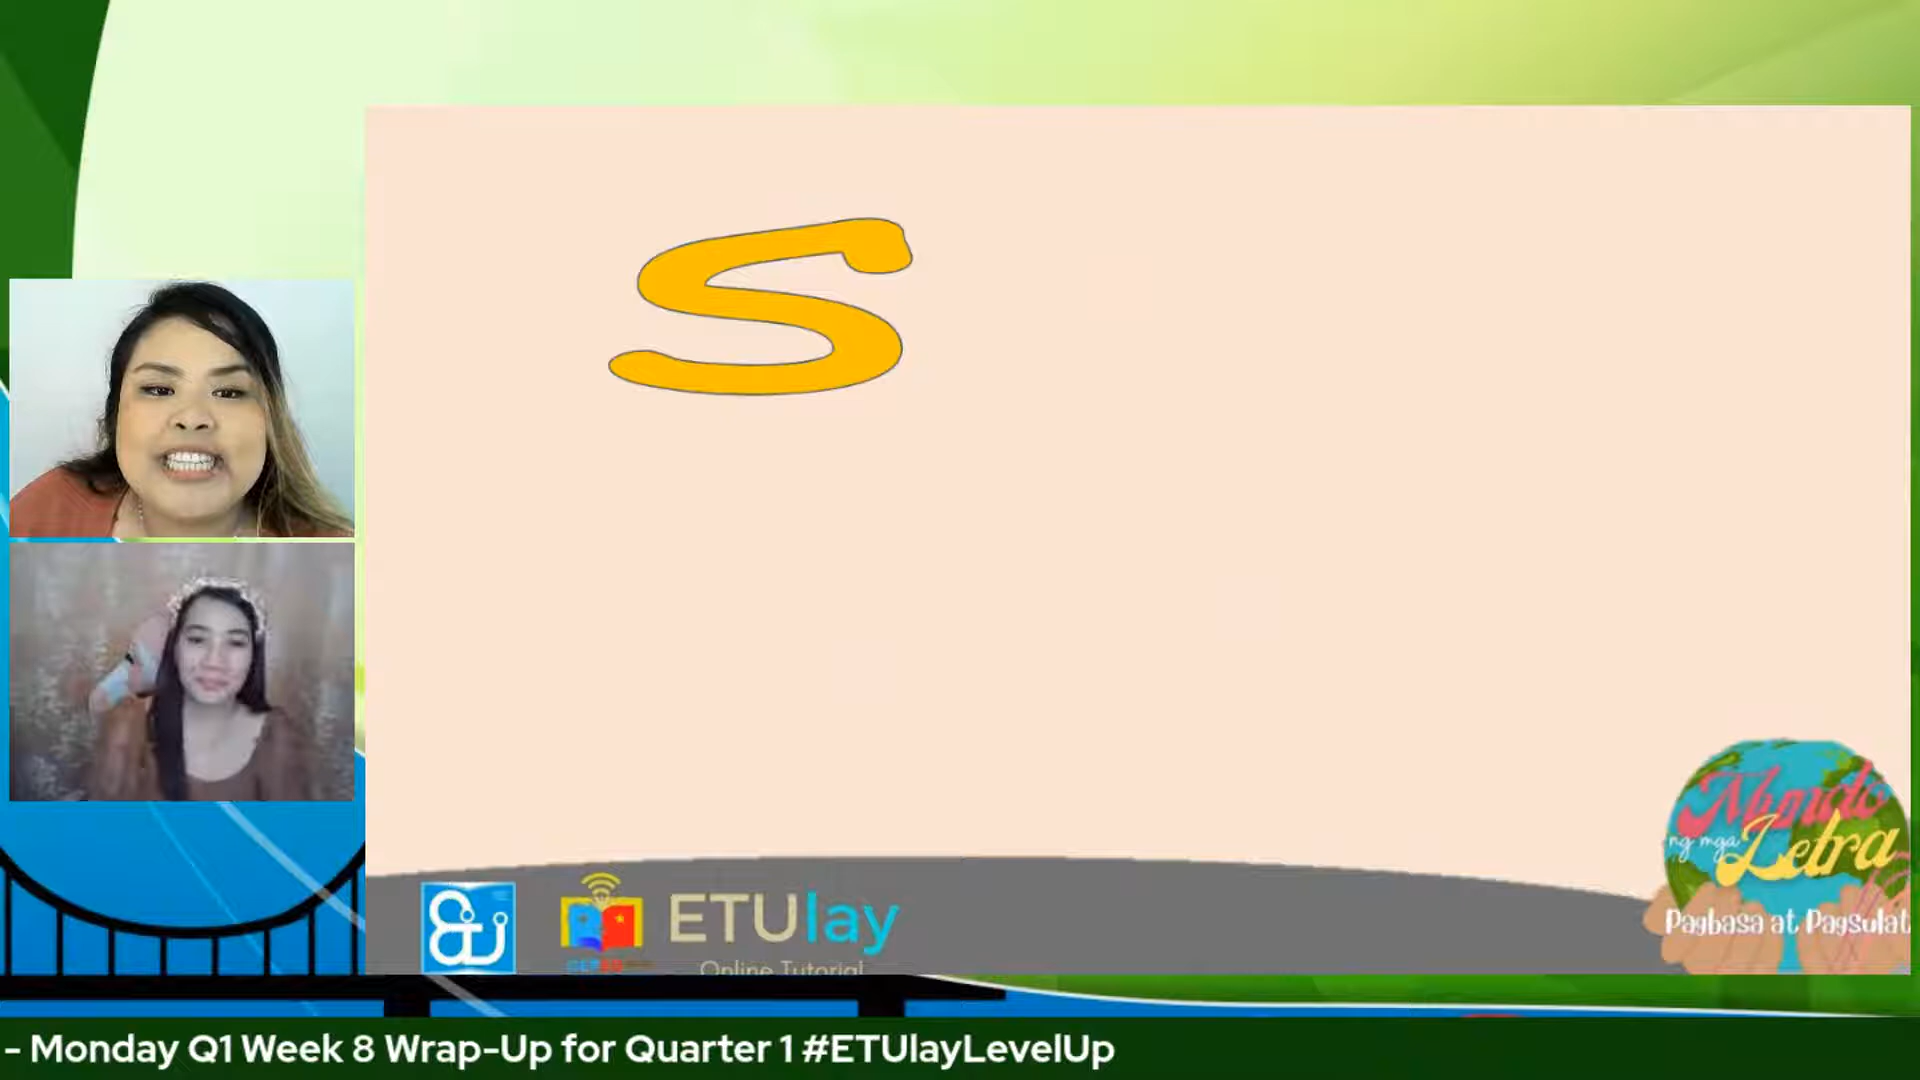 S
Mundo
ng mga
Letra
Pagbasa at Pagsulat
ETUlay
Online Tutorial
- Monday Q1 Week 8 Wrap-Up for Quarter 1 #ETUlayLevelUp